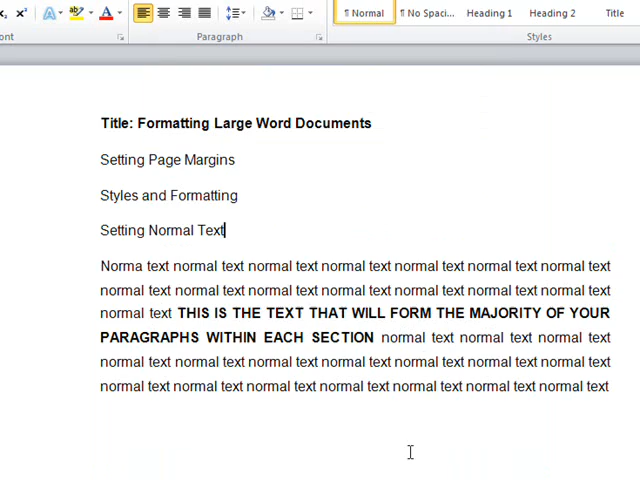 ¶ Normal ¶ No Spaci... Heading 1 Heading 2 Title
Paragraph Styles
Title: Formatting Large Word Documents
Setting Page Margins
Styles and Formatting
Setting Normal Text
Norma text normal text normal text normal text normal text normal text normal text
normal text normal text normal text normal text normal text normal text normal text
normal text THIS IS THE TEXT THAT WILL FORM THE MAJORITY OF YOUR
PARAGRAPHS WITHIN EACH SECTION normal text normal text normal text
normal text normal text normal text normal text normal text normal text normal text
normal text normal text normal text normal text normal text normal text normal text